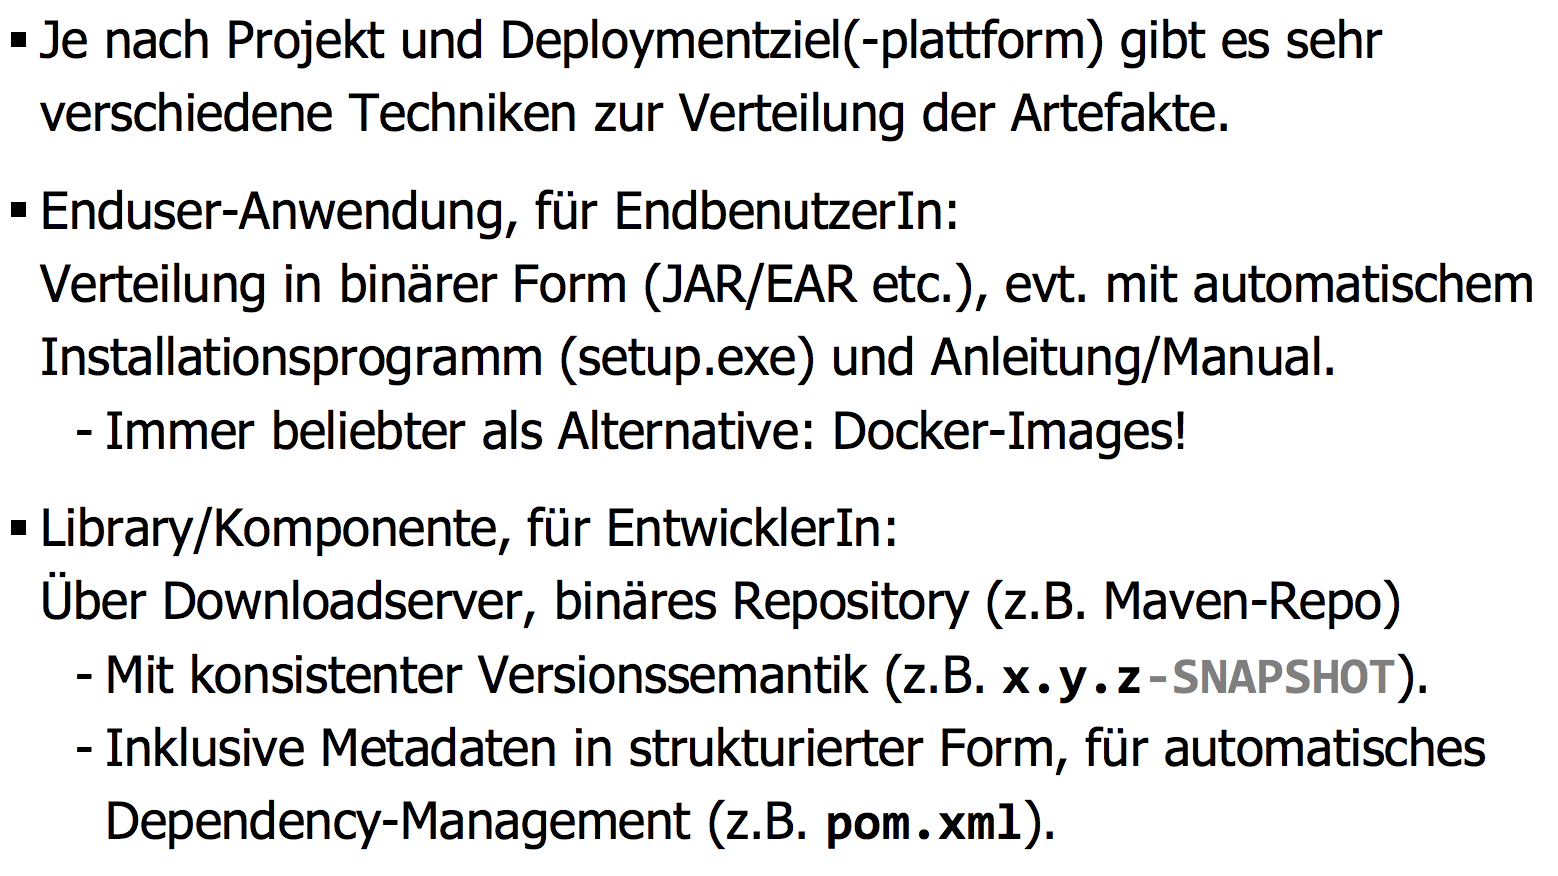 ▪ Je nach Projekt und Deploymentziel(-plattform) gibt es sehr
verschiedene Techniken zur Verteilung der Artefakte.
▪ Enduser-Anwendung, für EndbenutzerIn:
Verteilung in binärer Form (JAR/EAR etc.), evt. mit automatischem
Installationsprogramm (setup.exe) und Anleitung/Manual.
- Immer beliebter als Alternative: Docker-Images!
▪ Library/Komponente, für EntwicklerIn:
Über Downloadserver, binäres Repository (z.B. Maven-Repo)
- Mit konsistenter Versionssemantik (z.B. x.y.z-SNAPSHOT).
- Inklusive Metadaten in strukturierter Form, für automatisches
Dependency-Management (z.B. pom.xml).